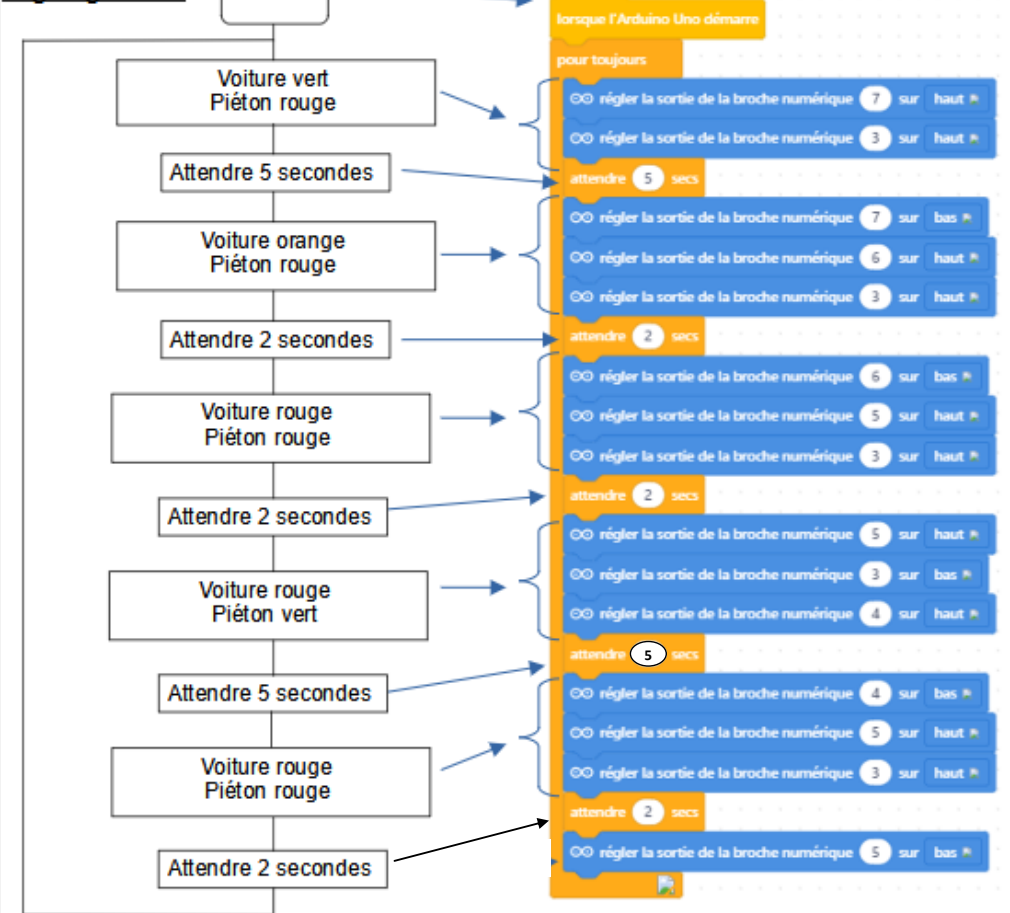 Voiture vert
Piéton rouge
Attendre 5 secondes
Voiture orange
Piéton rouge
Attendre 2 secondes
Voiture rouge
Piéton rouge
Attendre 2 secondes
Voiture rouge
Piéton vert
Attendre 5 secondes
Voiture rouge
Piéton rouge
Attendre 2 secondes
lorsque l'Arduino Uno démarre
pour toujours
régler la sortie de la broche numérique 7 sur haut
régler la sortie de la broche numérique 3 sur haut
attendre 5 secs
régler la sortie de la broche numérique 7 sur bas
régler la sortie de la broche numérique 6 sur haut
régler la sortie de la broche numérique 3 sur haut
attendre 2 secs
régler la sortie de la broche numérique 6 sur bas
régler la sortie de la broche numérique 5 sur haut
régler la sortie de la broche numérique 3 sur haut
attendre 2 secs
régler la sortie de la broche numérique 5 sur haut
régler la sortie de la broche numérique 3 sur bas
régler la sortie de la broche numérique 4 sur haut
attendre 5 secs
régler la sortie de la broche numérique 4 sur bas
régler la sortie de la broche numérique 5 sur haut
régler la sortie de la broche numérique 3 sur haut
attendre 2 secs
régler la sortie de la broche numérique 5 sur bas